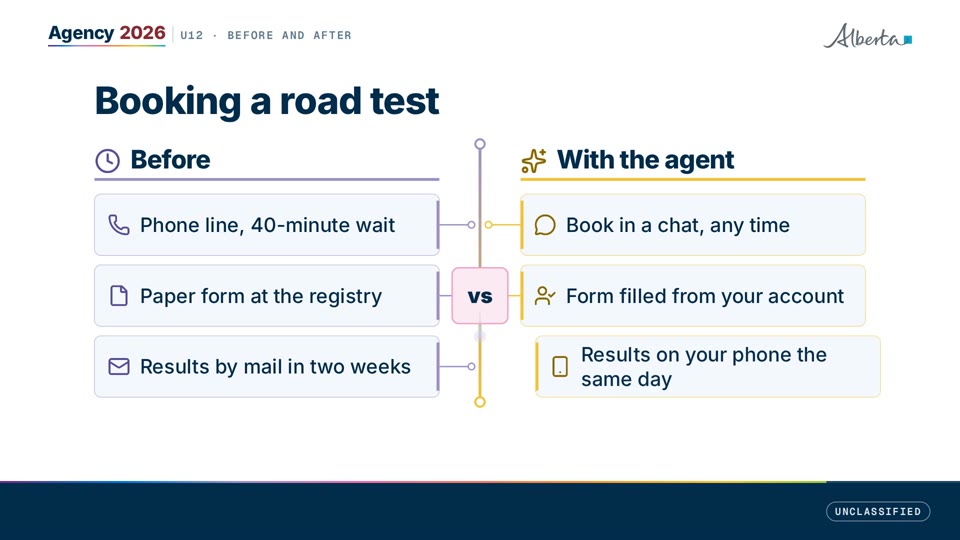 Agency 2026
U12 · BEFORE AND AFTER
Alberta
Booking a road test
Before
Phone line, 40-minute wait
Paper form at the registry
Results by mail in two weeks
vs
With the agent
Book in a chat, any time
Form filled from your account
Results on your phone the
same day
UNCLASSIFIED